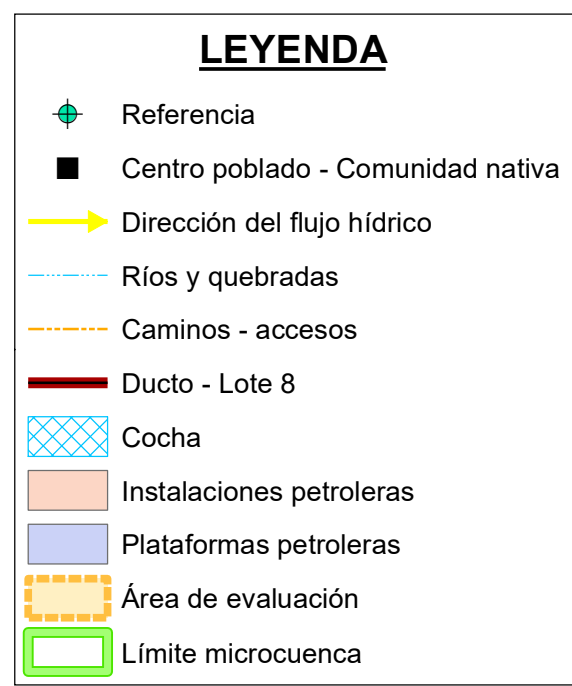 LEYENDA
Referencia
Centro poblado - Comunidad nativa
Dirección del flujo hídrico
Ríos y quebradas
Caminos - accesos
Ducto - Lote 8
Cocha
Instalaciones petroleras
Plataformas petroleras
Área de evaluación
Límite microcuenca